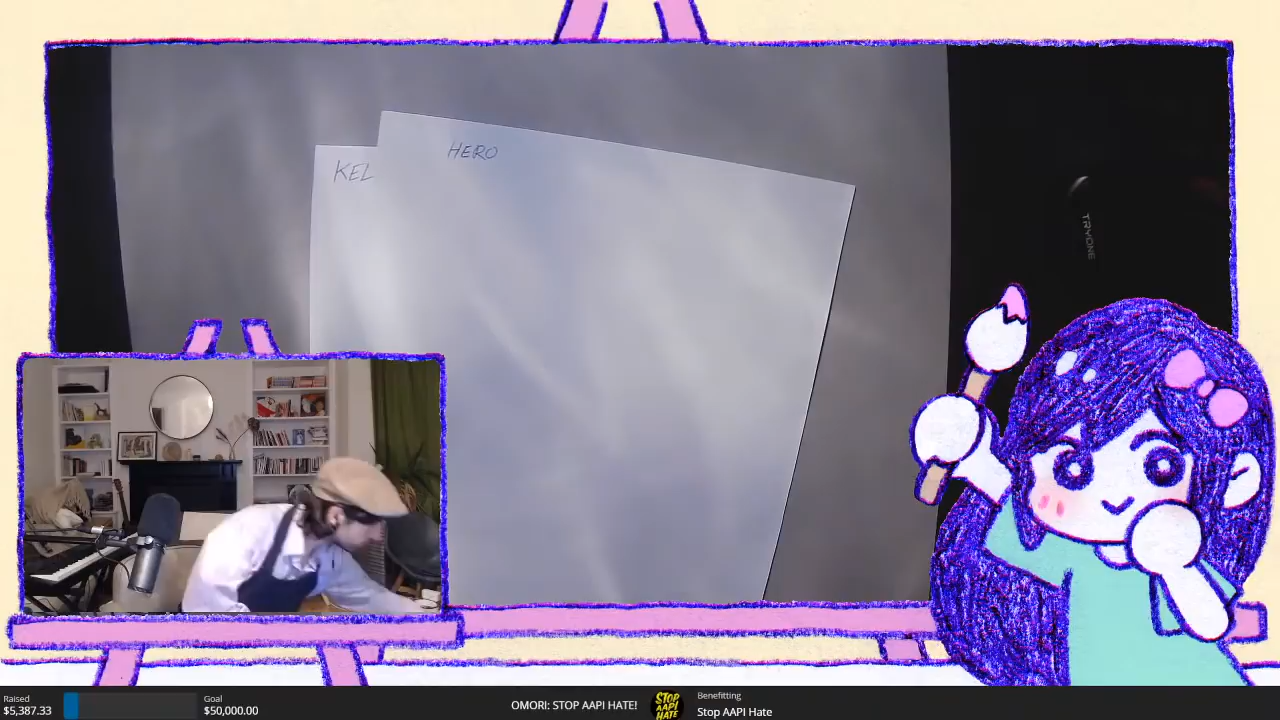 HERO
KEL
TRVONE
Raised
$5,387.33
Goal
$50,000.00
OMORI: STOP AAPI HATE!
STOP
AAPI
HATE
Benefitting
Stop AAPI Hate